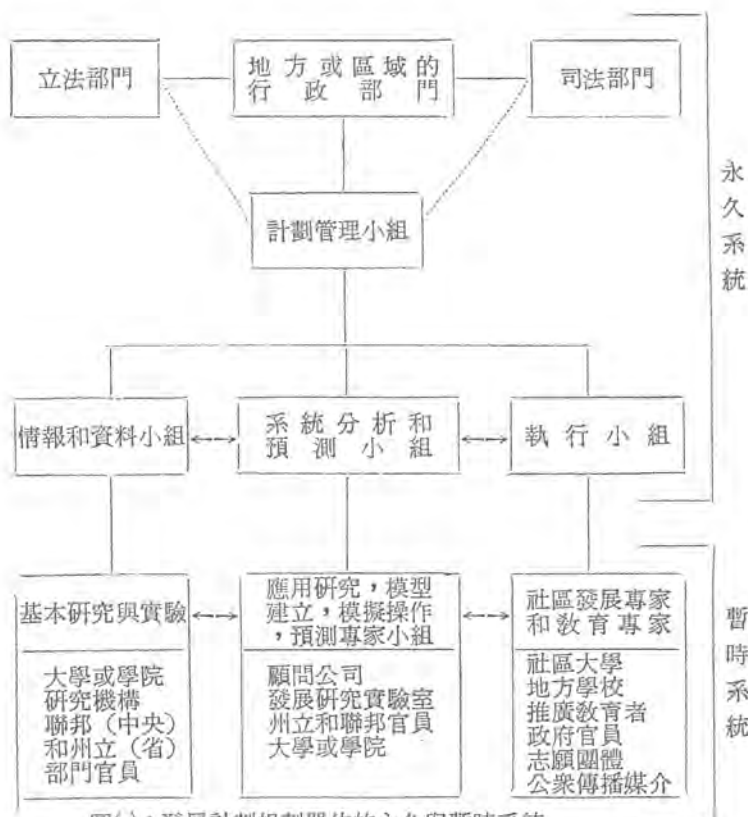 立法部門
地方或區域的
行政部門
司法部門
計劃管理小組
永久系統
情報和資料小組
系統分析和
預測小組
執行小組
基本研究與實驗
大學或學院
研究機構
聯邦（中央）
和州立（省）
部門官員
應用研究，模型
建立，模擬操作
，預測專家小組
顧問公司
發展研究實驗室
州立和聯邦官員
大學或學院
社區發展專家
和教育專家
社區大學
地方學校
推廣教育者
政府官員
志願團體
公衆傳播媒介
暫時系統